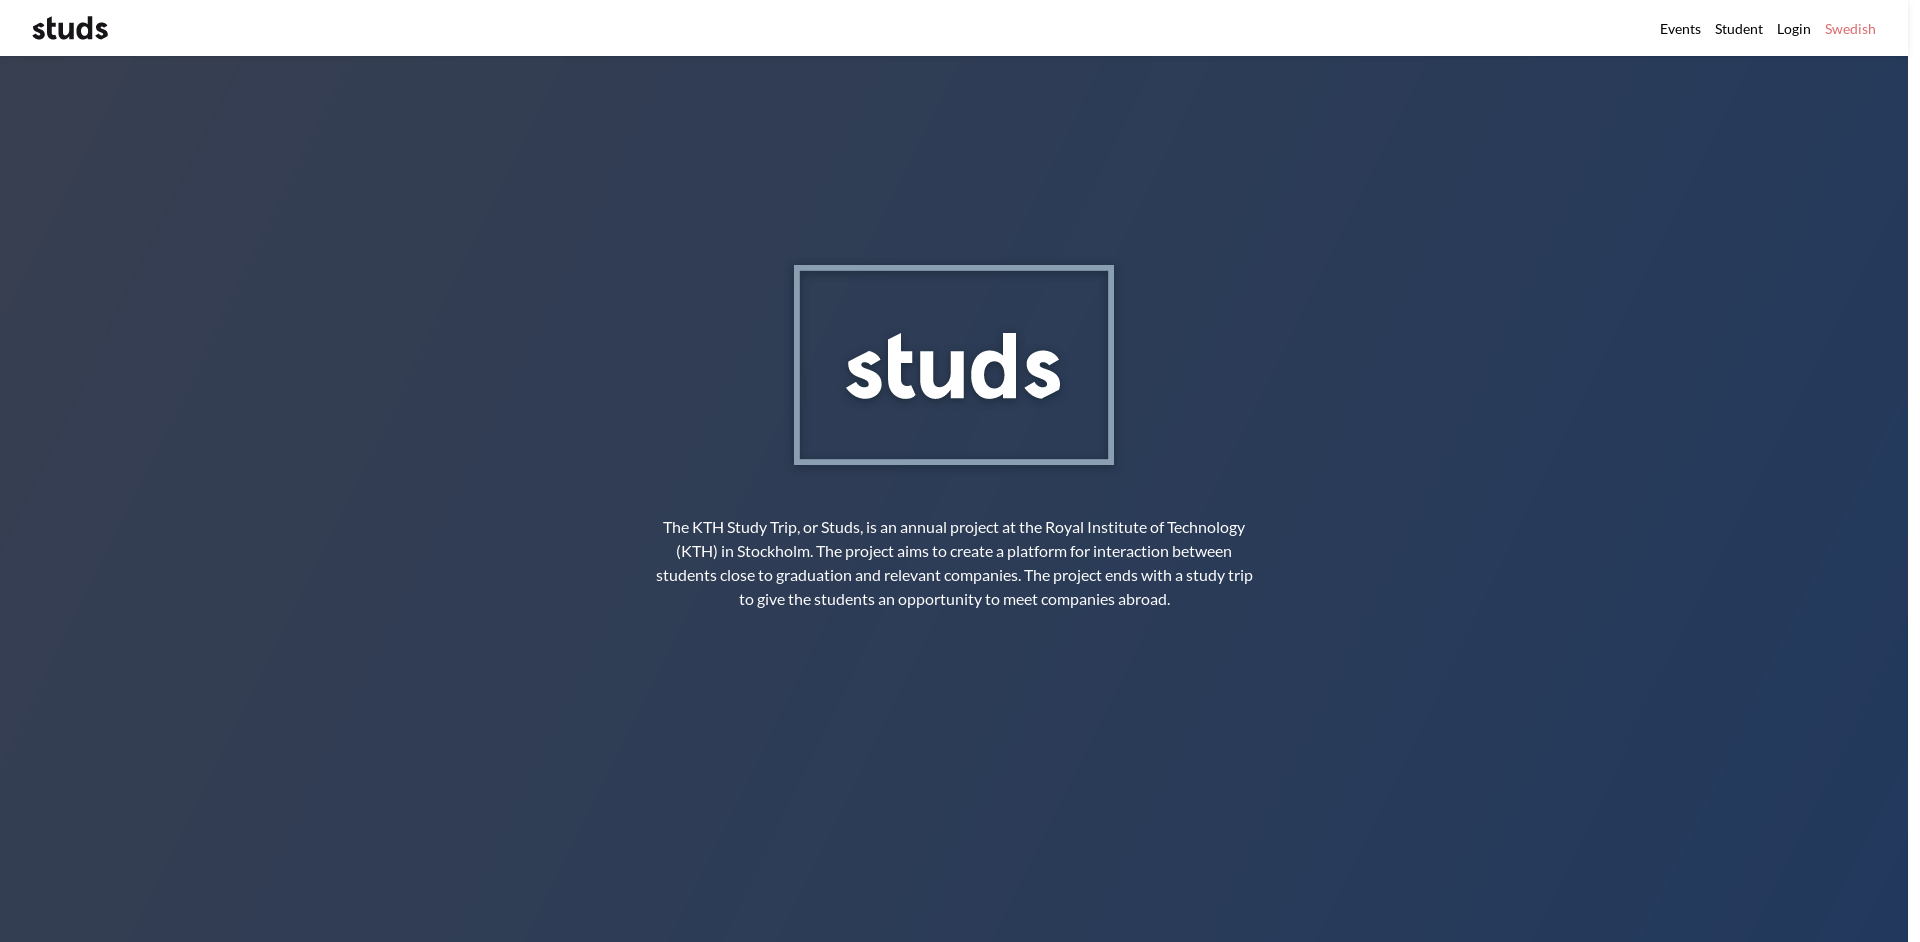 studs
Events Student Login Swedish
studs
The KTH Study Trip, or Studs, is an annual project at the Royal Institute of Technology
(KTH) in Stockholm. The project aims to create a platform for interaction between
students close to graduation and relevant companies. The project ends with a study trip
to give the students an opportunity to meet companies abroad.